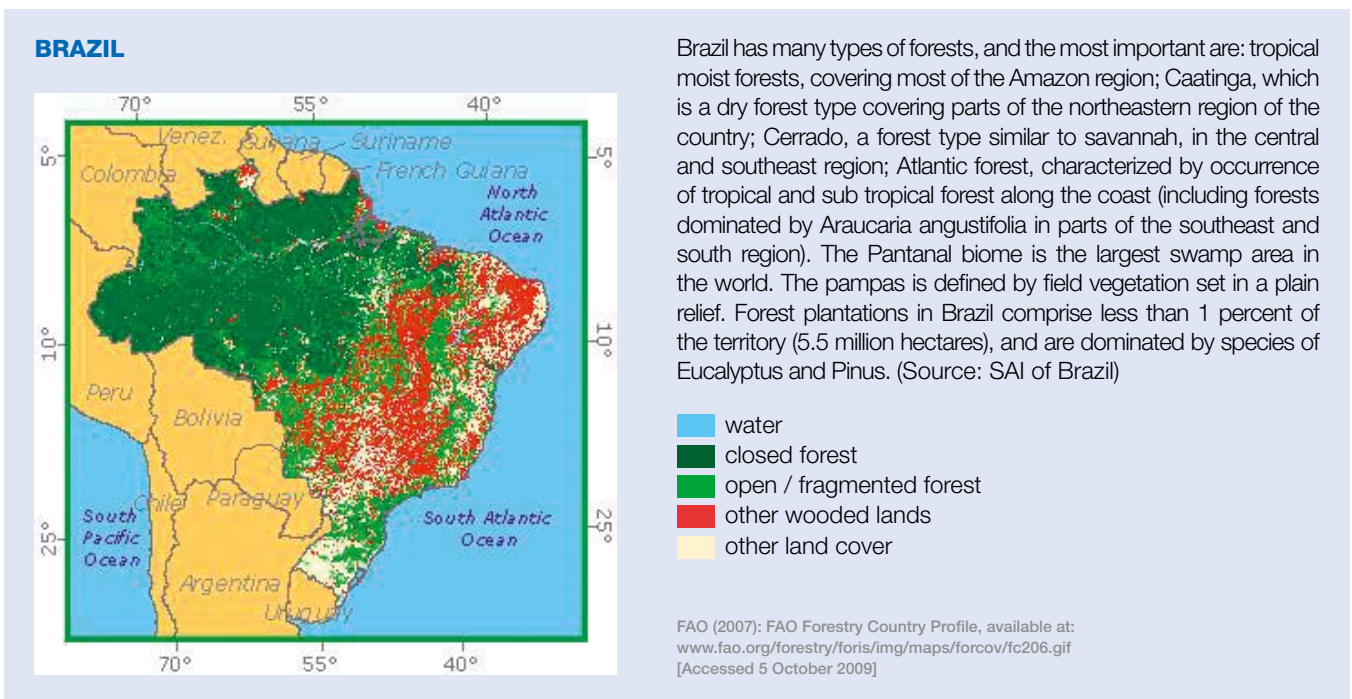 BRAZIL
70°
55°
40°
Venez.
Guyana
Suriname
Colombia
French Guiana
North
Atlantic
Ocean
5°
5°
10°
10°
Peru
Bolivia
Chile
Paraguay
South
Pacific
Ocean
South Atlantic
Ocean
25°
25°
Argentina
Uruguay
70°
55°
40°
Brazil has many types of forests, and the most important are: tropical
moist forests, covering most of the Amazon region; Caatinga, which
is a dry forest type covering parts of the northeastern region of the
country; Cerrado, a forest type similar to savannah, in the central
and southeast region; Atlantic forest, characterized by occurrence
of tropical and sub tropical forest along the coast (including forests
dominated by Araucaria angustifolia in parts of the southeast and
south region). The Pantanal biome is the largest swamp area in
the world. The pampas is defined by field vegetation set in a plain
relief. Forest plantations in Brazil comprise less than 1 percent of
the territory (5.5 million hectares), and are dominated by species of
Eucalyptus and Pinus. (Source: SAI of Brazil)
water
closed forest
open / fragmented forest
other wooded lands
other land cover
FAO (2007): FAO Forestry Country Profile, available at:
www.fao.org/forestry/foris/img/maps/forcov/fc206.gif
[Accessed 5 October 2009]